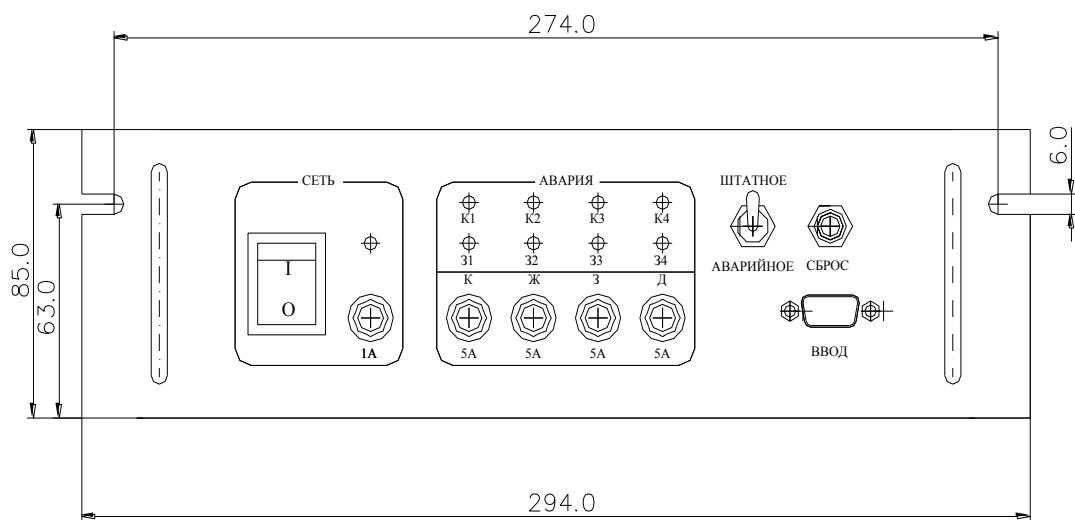 274.0
6.0
85.0
63.0
СЕТЬ
АВАРИЯ
ШТАТНОЕ
К1 К2 К3 К4
З1 З2 З3 З4
АВАРИЙНОЕ СБРОС
I
O
К Ж З Д
1А 5А 5А 5А 5А
ВВОД
294.0